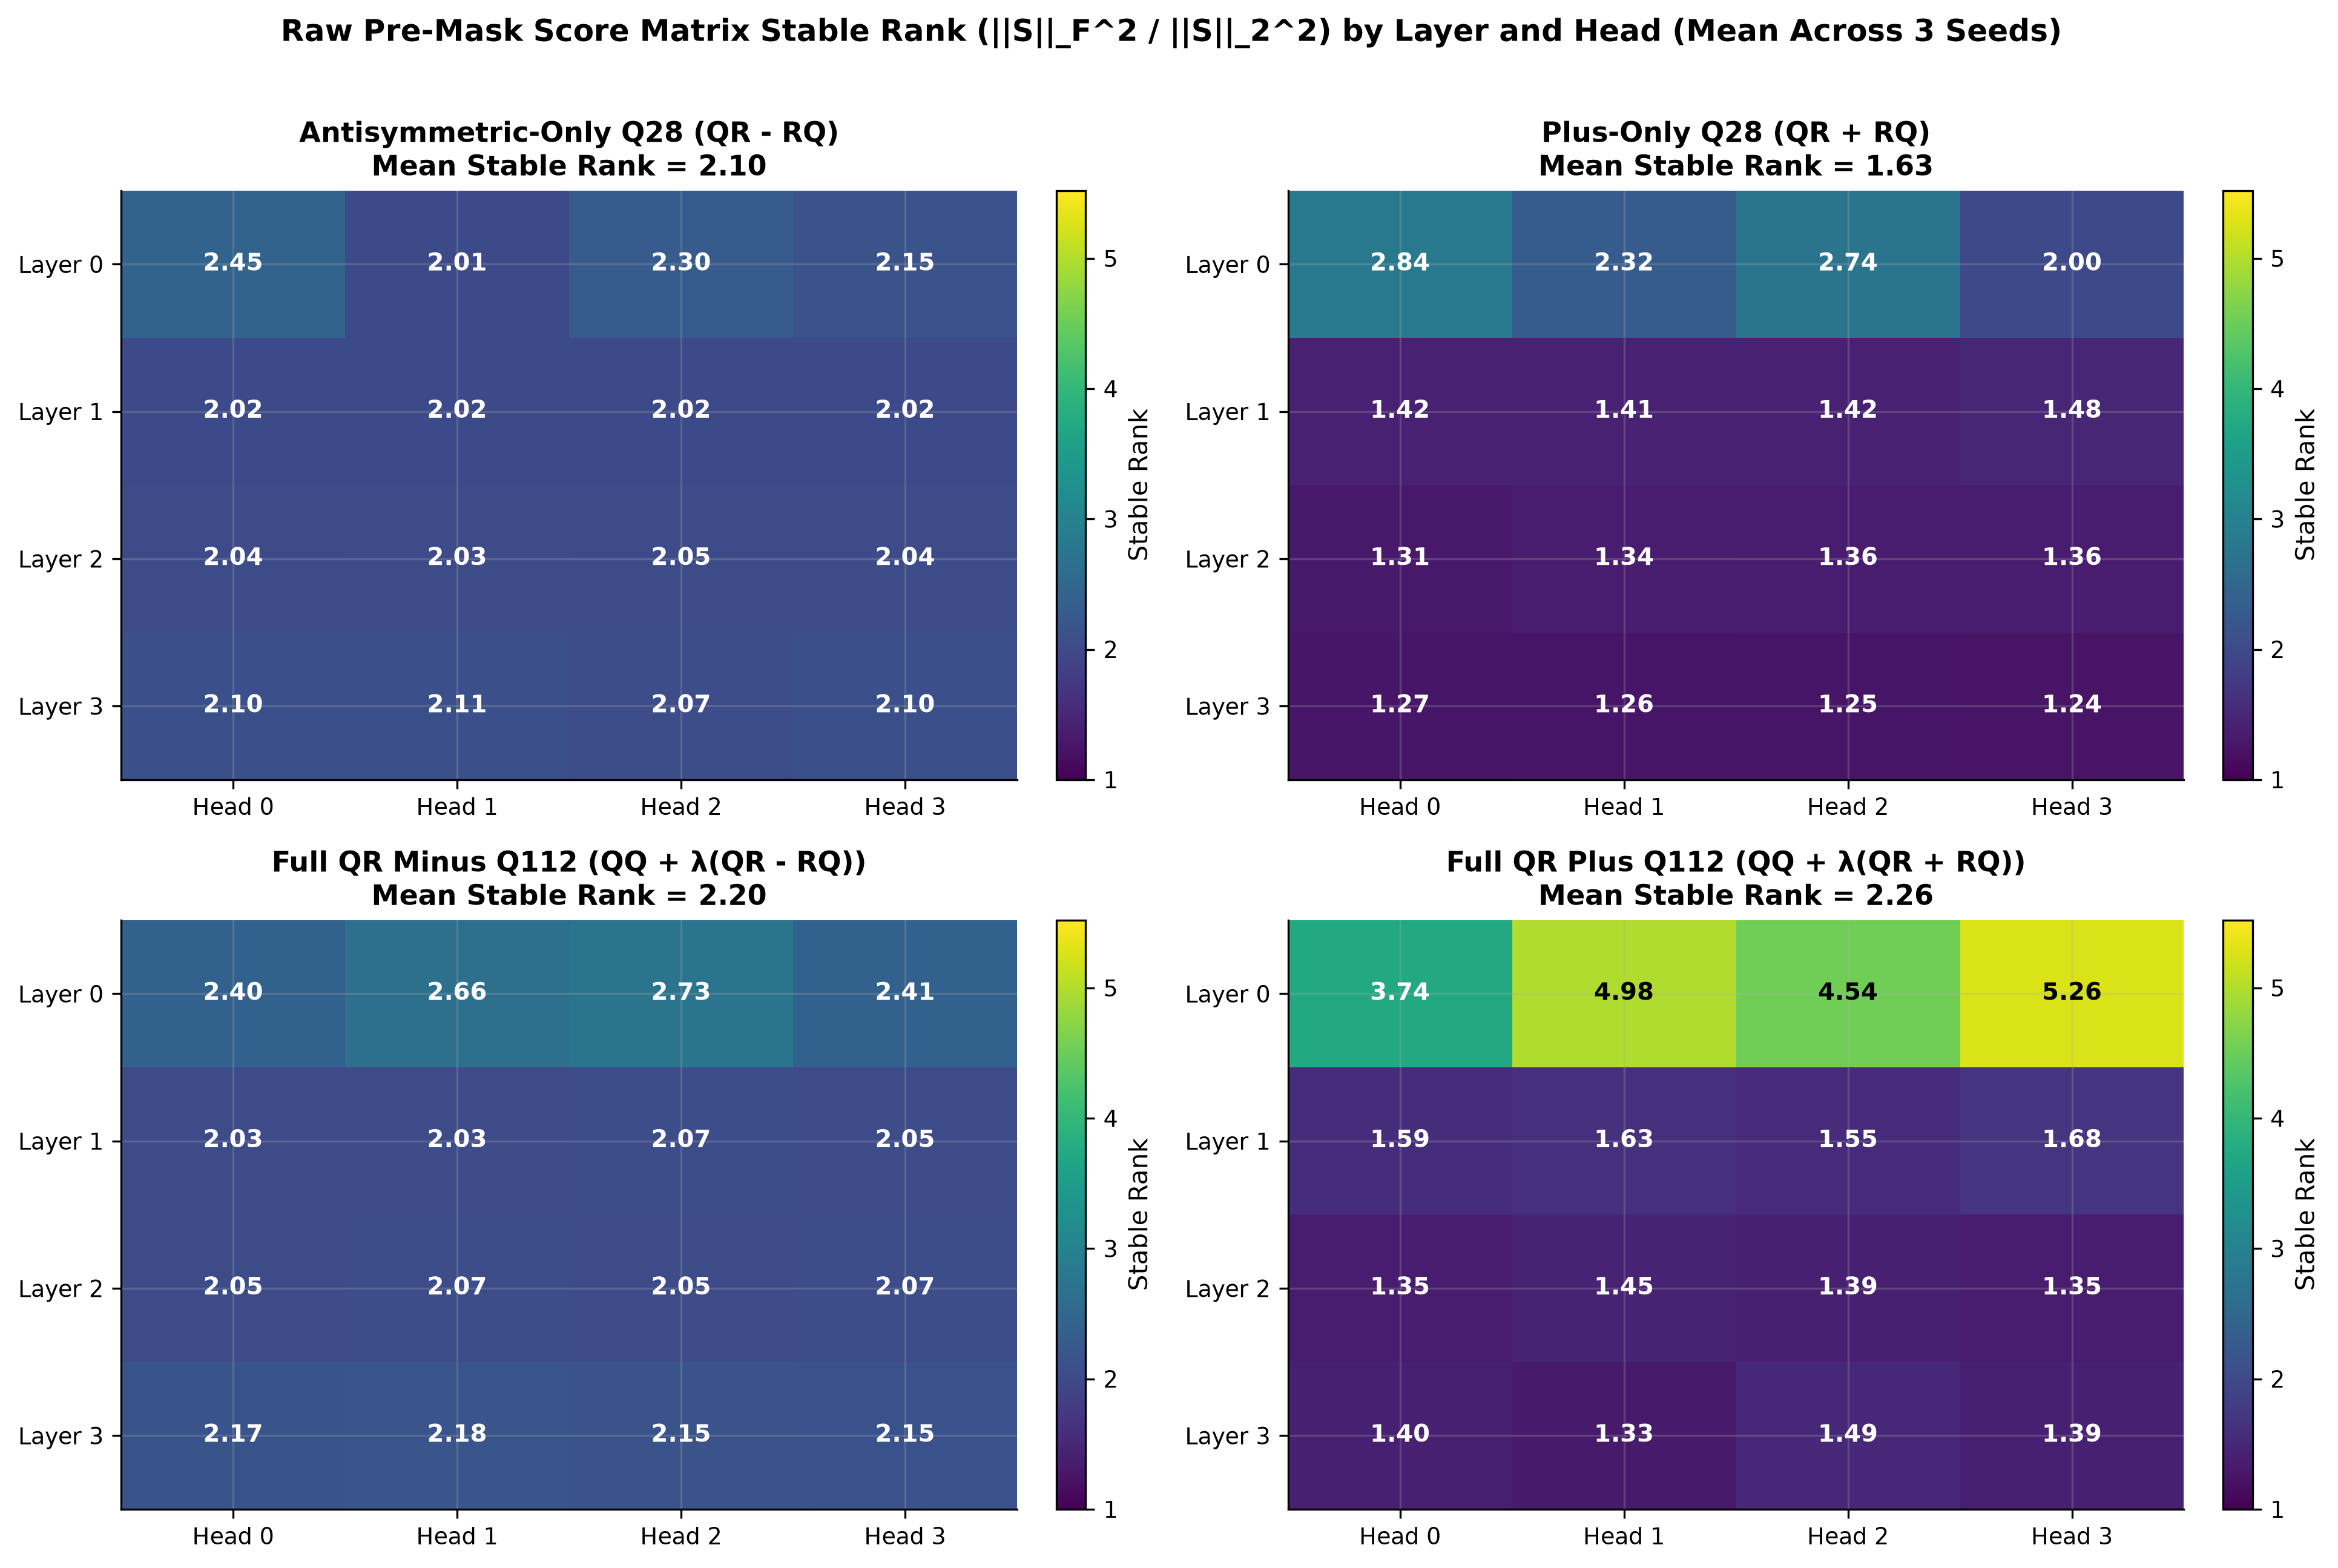 Raw Pre-Mask Score Matrix Stable Rank (||S||_F^2 / ||S||_2^2) by Layer and Head (Mean Across 3 Seeds)
Antisymmetric-Only Q28 (QR - RQ)
Mean Stable Rank = 2.10
Layer 0 2.45 2.01 2.30 2.15
Layer 1 2.02 2.02 2.02 2.02
Layer 2 2.04 2.03 2.05 2.04
Layer 3 2.10 2.11 2.07 2.10
Head 0 Head 1 Head 2 Head 3
5
4
3
2
1
Stable Rank
Plus-Only Q28 (QR + RQ)
Mean Stable Rank = 1.63
Layer 0 2.84 2.32 2.74 2.00
Layer 1 1.42 1.41 1.42 1.48
Layer 2 1.31 1.34 1.36 1.36
Layer 3 1.27 1.26 1.25 1.24
Head 0 Head 1 Head 2 Head 3
5
4
3
2
1
Stable Rank
Full QR Minus Q112 (QQ + λ(QR - RQ))
Mean Stable Rank = 2.20
Layer 0 2.40 2.66 2.73 2.41
Layer 1 2.03 2.03 2.07 2.05
Layer 2 2.05 2.07 2.05 2.07
Layer 3 2.17 2.18 2.15 2.15
Head 0 Head 1 Head 2 Head 3
5
4
3
2
1
Stable Rank
Full QR Plus Q112 (QQ + λ(QR + RQ))
Mean Stable Rank = 2.26
Layer 0 3.74 4.98 4.54 5.26
Layer 1 1.59 1.63 1.55 1.68
Layer 2 1.35 1.45 1.39 1.35
Layer 3 1.40 1.33 1.49 1.39
Head 0 Head 1 Head 2 Head 3
5
4
3
2
1
Stable Rank